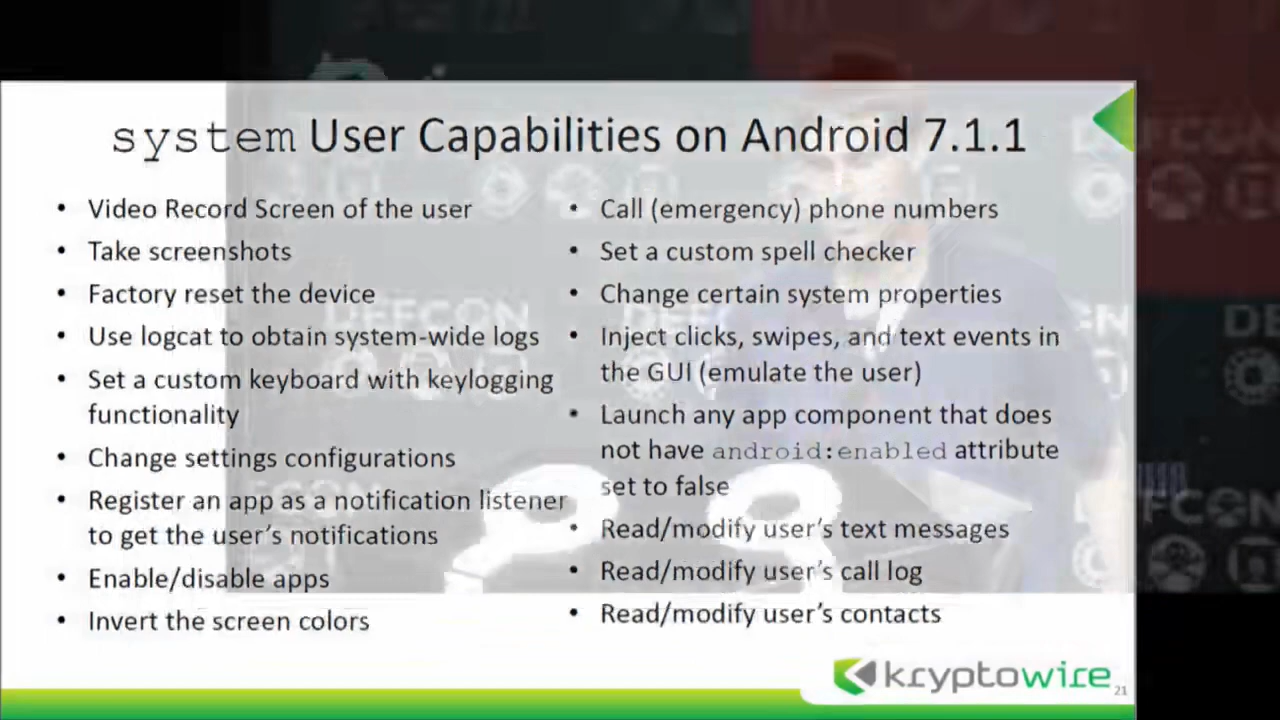 system User Capabilities on Android 7.1.1
• Video Record Screen of the user
• Take screenshots
• Factory reset the device
• Use logcat to obtain system-wide logs
• Set a custom keyboard with keylogging
functionality
• Change settings configurations
• Register an app as a notification listener
to get the user's notifications
• Enable/disable apps
• Invert the screen colors
• Call (emergency) phone numbers
• Set a custom spell checker
• Change certain system properties
• Inject clicks, swipes, and text events in
the GUI (emulate the user)
• Launch any app component that does
not have android:enabled attribute
set to false
• Read/modify user's text messages
• Read/modify user's call log
• Read/modify user's contacts
kryptowire
21
DEFCON
DEFCON